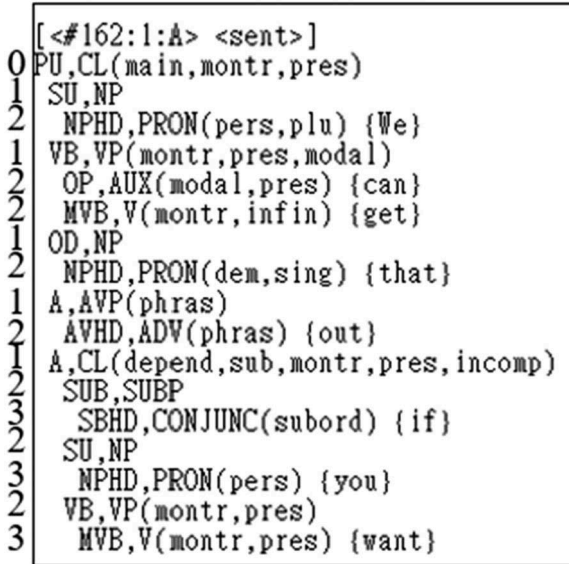 [<#162:1:A> <sent>]
0 PU,CL(main,montr,pres)
1 SU,NP
2 NPHD,PRON(pers,plu) {We}
1 VB,VP(montr,pres,modal)
2 OP,AUX(modal,pres) {can}
2 MVB,V(montr,infin) {get}
1 OD,NP
2 NPHD,PRON(dem,sing) {that}
1 A,AVP(phras)
2 AVHD,ADV(phras) {out}
1 A,CL(depend,sub,montr,pres,incomp)
2 SUB,SUBP
3 SBHD,CONJUNC(subord) {if}
2 SU,NP
3 NPHD,PRON(pers) {you}
2 VB,VP(montr,pres)
3 MVB,V(montr,pres) {want}